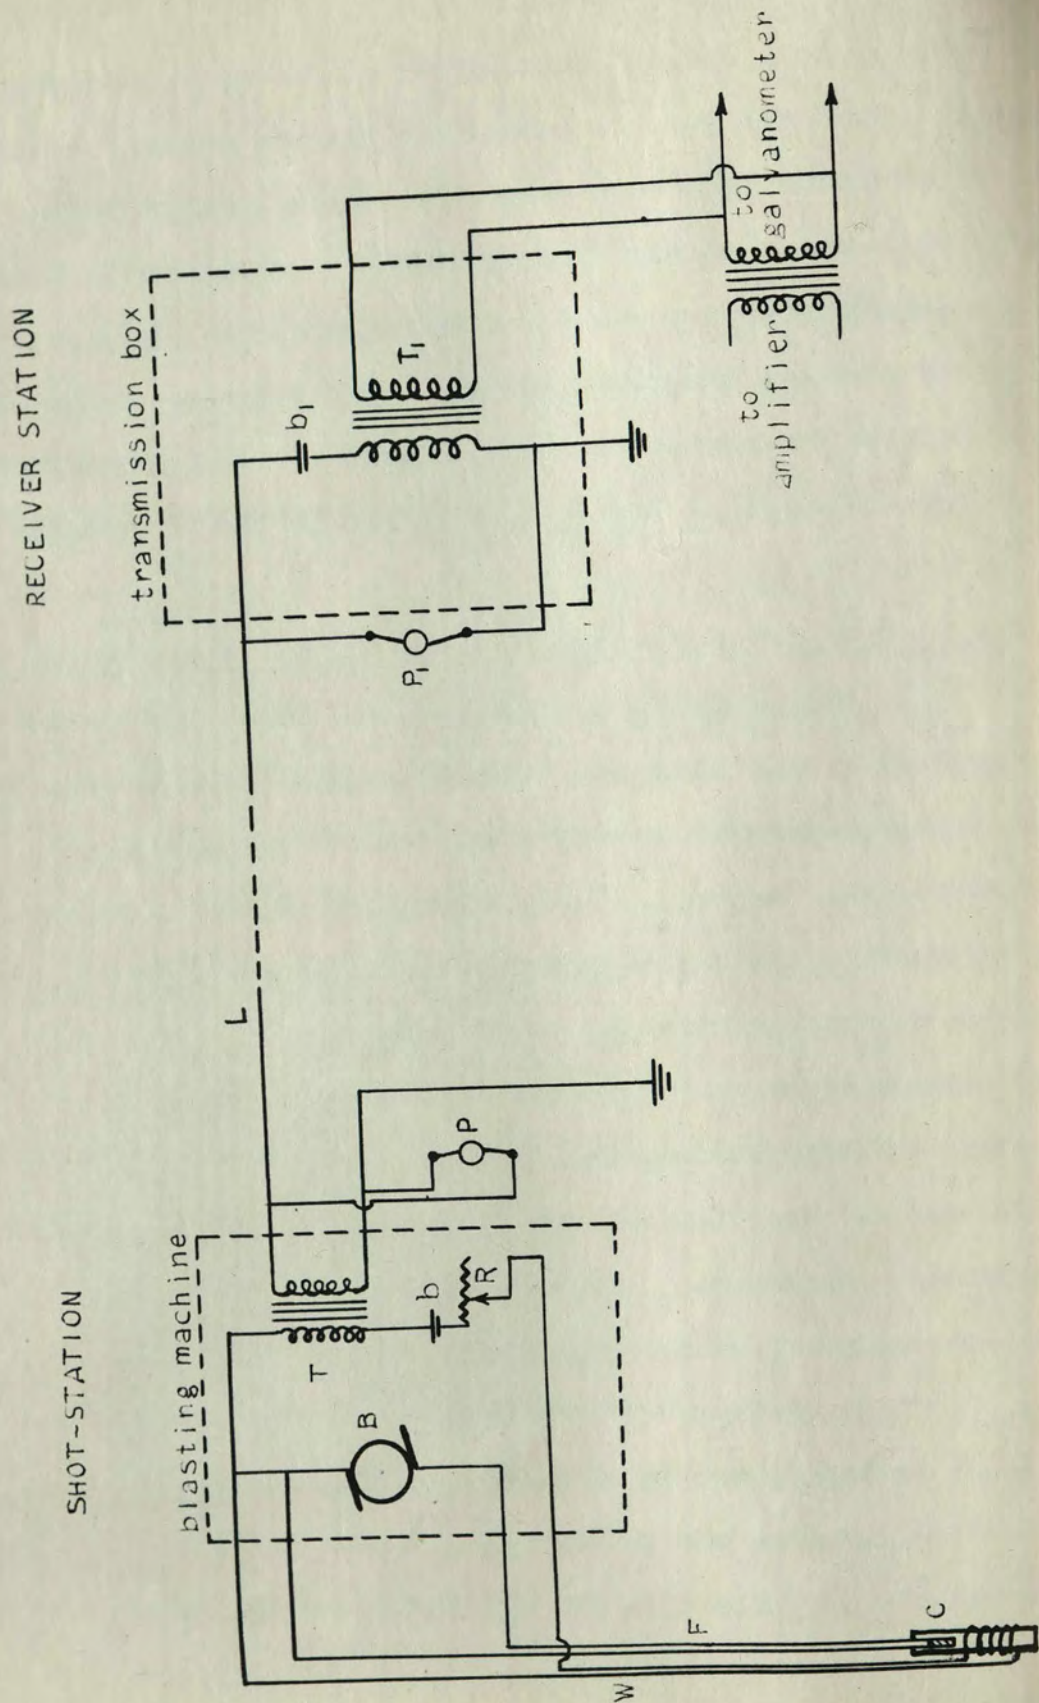 RECEIVER STATION
transmission box
b₁
T₁
P₁
to
galvanometer
to
amplifier
L
SHOT-STATION
blasting machine
T
B
b
R
P
F
C
W